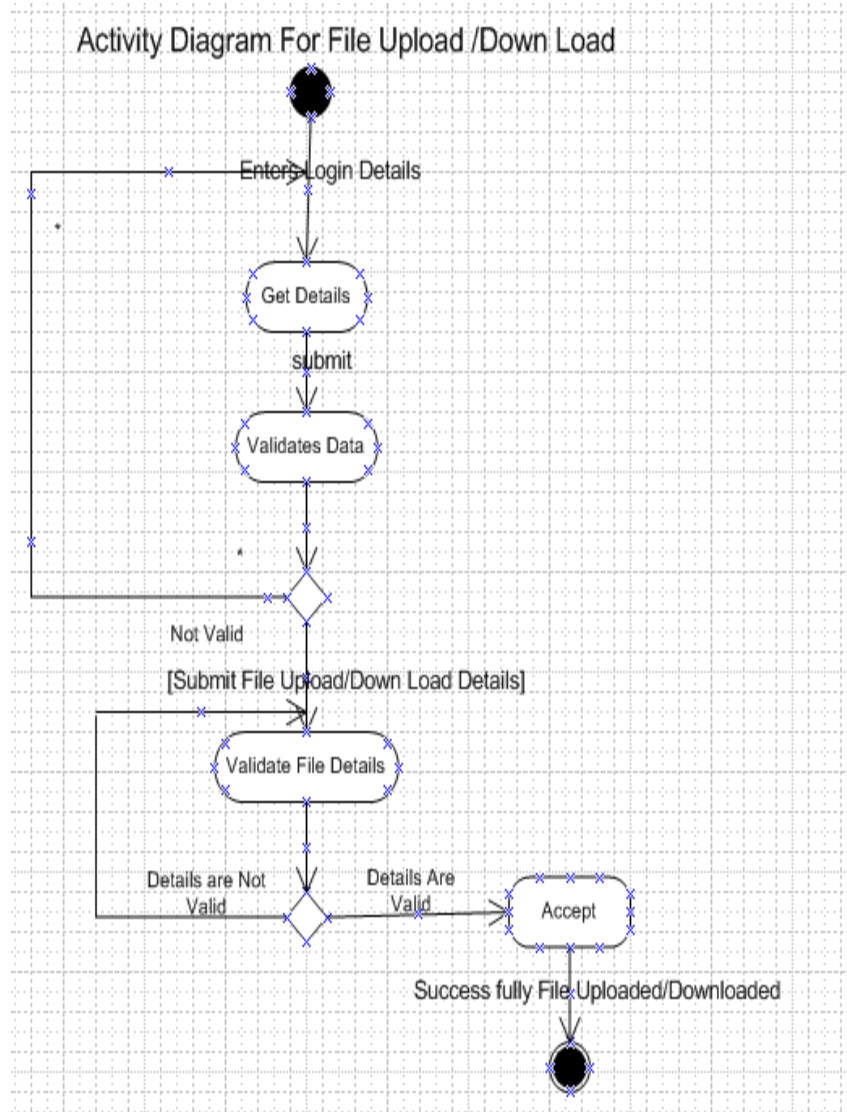 Activity Diagram For File Upload /Down Load
Enters Login Details
Get Details
submit
Validates Data
Not Valid
[Submit File Upload/Down Load Details]
Validate File Details
Details are Not
Valid
Details Are
Valid
Accept
Success fully File Uploaded/Downloaded